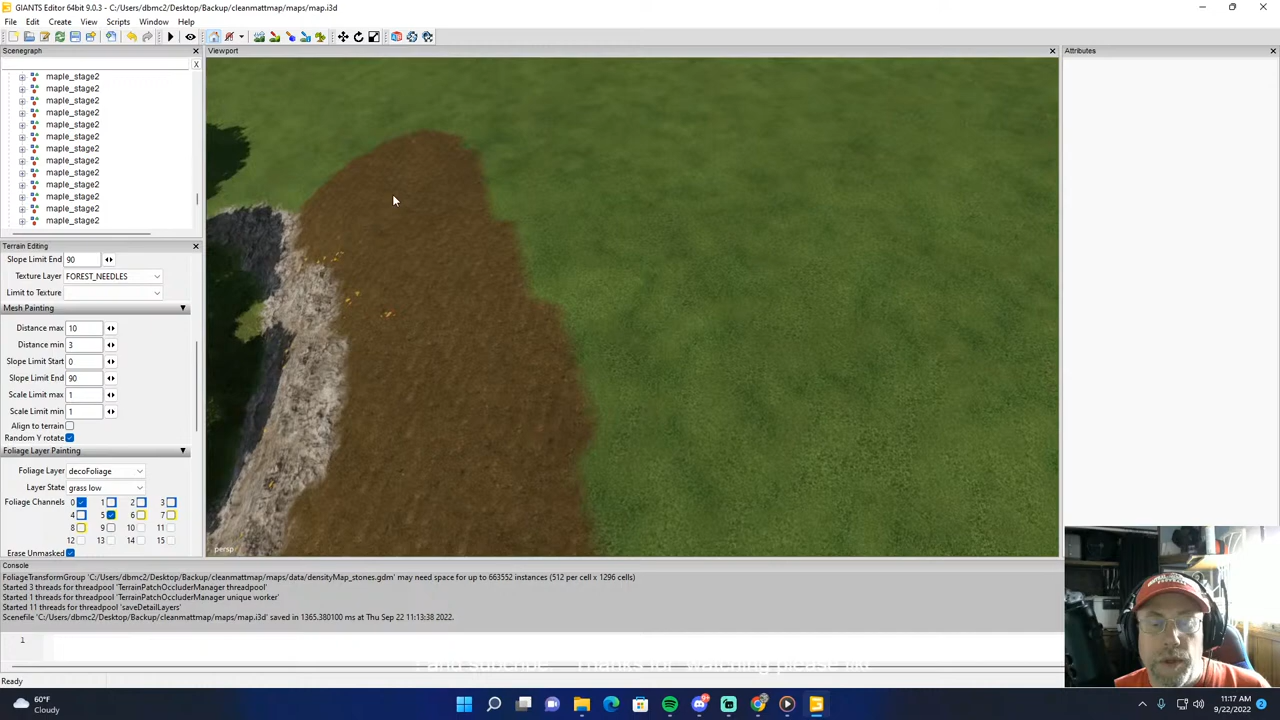 GIANTS Editor 64bit 9.0.3 - C:/Users/dbmc2/Desktop/Backup/cleanmattmap/maps/map.i3d
File Edit Create View Scripts Window Help
Scenegraph
X
Viewport
Attributes
maple_stage2
maple_stage2
maple_stage2
maple_stage2
maple_stage2
maple_stage2
maple_stage2
maple_stage2
maple_stage2
maple_stage2
maple_stage2
maple_stage2
maple_stage2
Terrain Editing
Slope Limit End 90
Texture Layer FOREST_NEEDLES
Limit to Texture
Mesh Painting
Distance max 10
Distance min 3
Slope Limit Start 0
Slope Limit End 90
Scale Limit max 1
Scale Limit min 1
Align to terrain
Random Y rotate
Foliage Layer Painting
Foliage Layer decoFoliage
Layer State grass low
Foliage Channels 0 1 2 3
4 5 6 7
8 9 10 11
12 13 14 15
Erase Unmasked
persp
Console
FoliageTransformGroup 'C:/Users/dbmc2/Desktop/Backup/cleanmattmap/maps/data/densityMap_stones.gdm' may need space for up to 663552 instances (512 per cell x 1296 cells)
Started 3 threads for threadpool 'TerrainPatchOccluderManager threadpool'
Started 1 threads for threadpool 'TerrainPatchOccluderManager unique worker'
Started 11 threads for threadpool 'saveDetailLayers'
Scenefile 'C:/Users/dbmc2/Desktop/Backup/cleanmattmap/maps/map.i3d' saved in 1365.380100 ms at Thu Sep 22 11:13:38 2022.
1
Thanks for watching please like
Ready
60°F
Cloudy
11:17 AM
9/22/2022